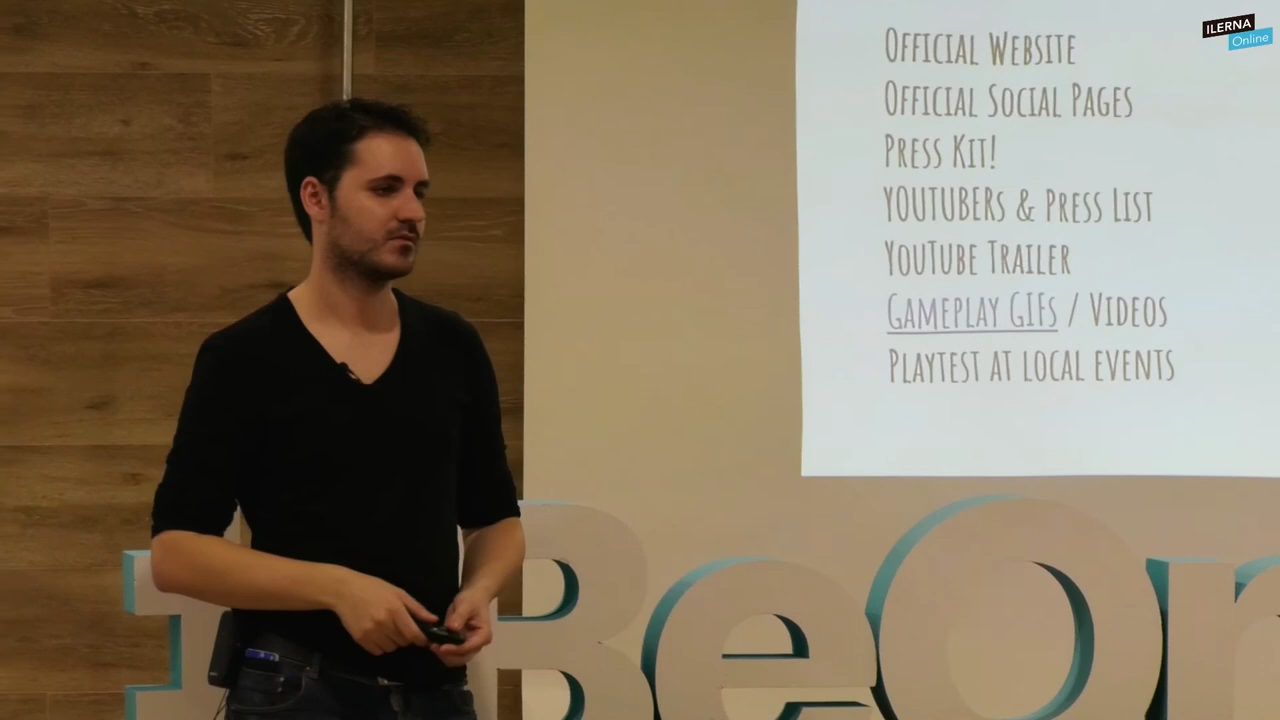 ILERNA
Online
OFFICIAL WEBSITE
OFFICIAL SOCIAL PAGES
PRESS KIT!
YOUTUBERS & PRESS LIST
YOUTUBE TRAILER
GAMEPLAY GIFS / VIDEOS
PLAYTEST AT LOCAL EVENTS
BeOn